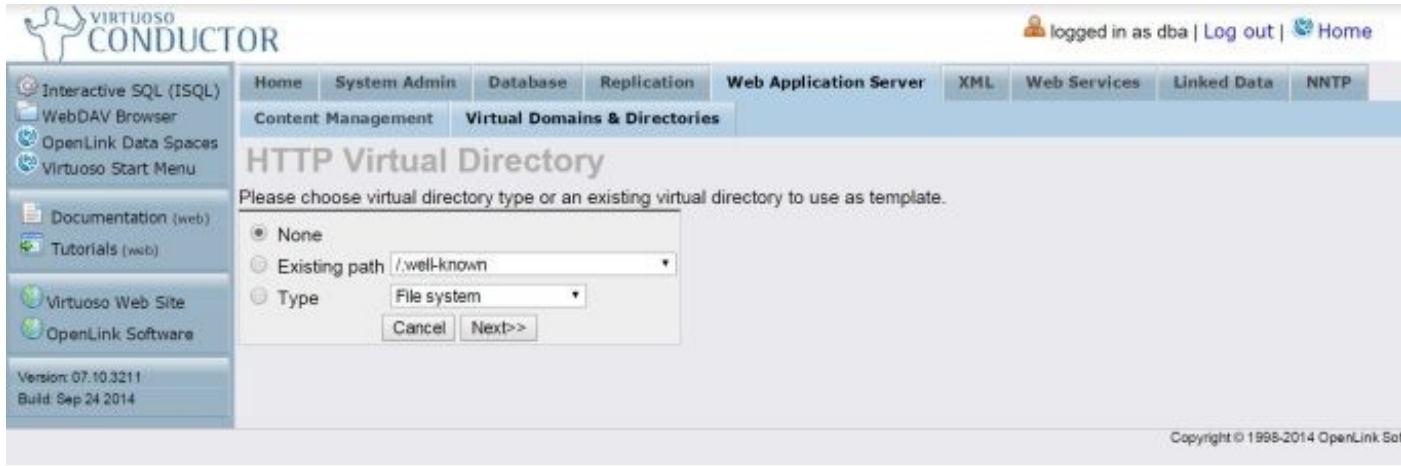 VIRTUOSO
CONDUCTOR
logged in as dba | Log out | Home
Interactive SQL (ISQL)
WebDAV Browser
OpenLink Data Spaces
Virtuoso Start Menu
Documentation (web)
Tutorials (web)
Virtuoso Web Site
OpenLink Software
Version: 07.10.3211
Build: Sep 24 2014
Home System Admin Database Replication Web Application Server XML Web Services Linked Data NNTP
Content Management Virtual Domains & Directories
HTTP Virtual Directory
Please choose virtual directory type or an existing virtual directory to use as template.
None
Existing path /.well-known
Type File system
Cancel Next>>
Copyright © 1998-2014 OpenLink Sof